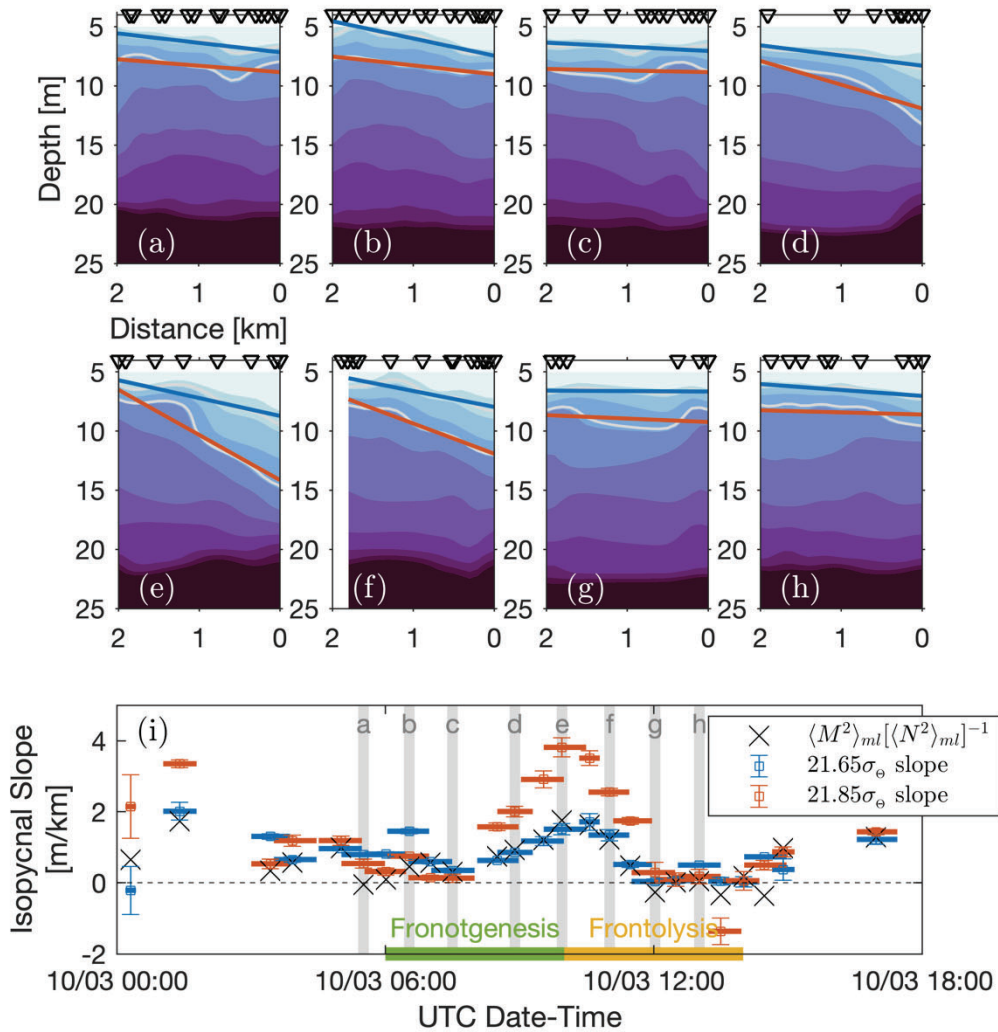 5 5 5 5
10 10 10 10
15 15 15 15
20 20 20 20
25 25 25 25
Depth [m]
(a) (b) (c) (d)
2 1 0 2 1 0 2 1 0 2 1 0
Distance [km]
5 5 5 5
10 10 10 10
15 15 15 15
20 20 20 20
25 25 25 25
(e) (f) (g) (h)
2 1 0 2 1 0 2 1 0 2 1 0
(i)
a b c d e f g h
⟨M²⟩ml[⟨N²⟩ml]⁻¹
21.65σΘ slope
21.85σΘ slope
Isopycnal Slope
[m/km]
4
2
0
-2
Fronotgenesis Frontolysis
10/03 00:00 10/03 06:00 10/03 12:00 10/03 18:00
UTC Date-Time